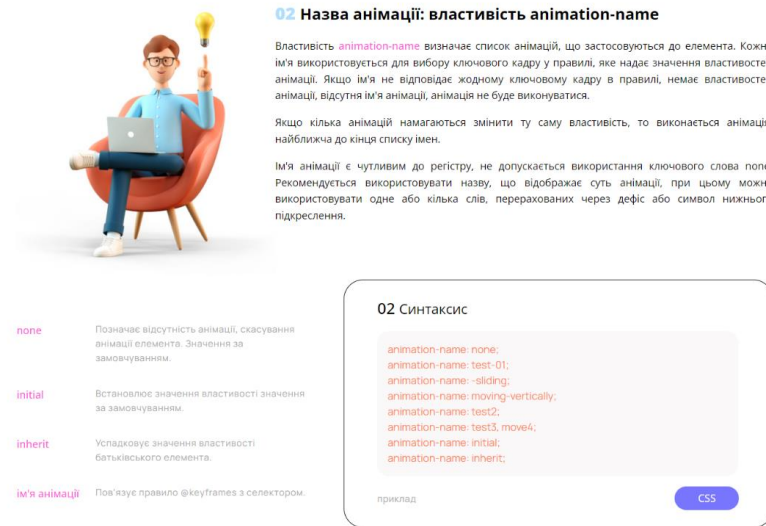 02 Назва анімації: властивість animation-name
Властивість animation-name визначає список анімацій, що застосовуються до елемента. Кожн
ім'я використовується для вибору ключового кадру у правилі, яке надає значення властивосте
анімації. Якщо ім'я не відповідає жодному ключовому кадру в правилі, немає властивосте
анімації, відсутня ім'я анімації, анімація не буде виконуватися.
Якщо кілька анімацій намагаються змінити ту саму властивість, то виконається анімація
найближча до кінця списку імен.
Ім'я анімації є чутливим до регістру, не допускається використання ключового слова none
Рекомендується використовувати назву, що відображає суть анімації, при цьому можн
використовувати одне або кілька слів, перерахованих через дефіс або символ нижньог
підкреслення.
none
Позначає відсутність анімації, скасування
анімації елемента. Значення за
замовчуванням.
initial
Встановлює значення властивості значення
за замовчуванням.
inherit
Успадковує значення властивості
батьківського елемента.
ім'я анімації
Пов'язує правило @keyframes з селектором.
02 Синтаксис
animation-name: none;
animation-name: test-01;
animation-name: -sliding;
animation-name: moving-vertically;
animation-name: test2;
animation-name: test3, move4;
animation-name: initial;
animation-name: inherit;
приклад
CSS